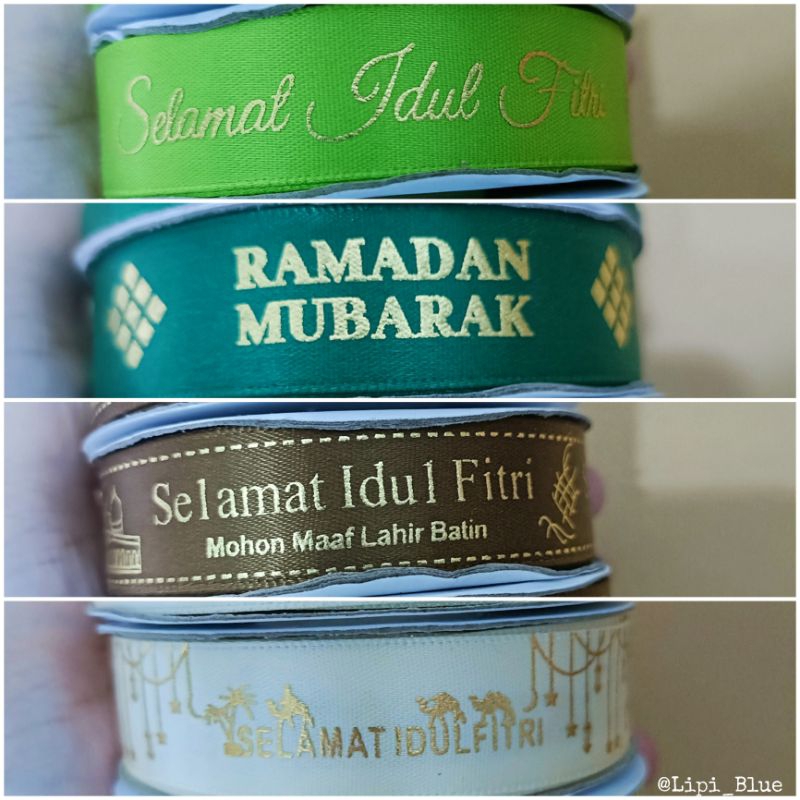 Selamat Idul Fitri
RAMADAN
MUBARAK
Selamat Idul Fitri
Mohon Maaf Lahir Batin
SELAMAT IDUL FITRI
@Lipi_Blue